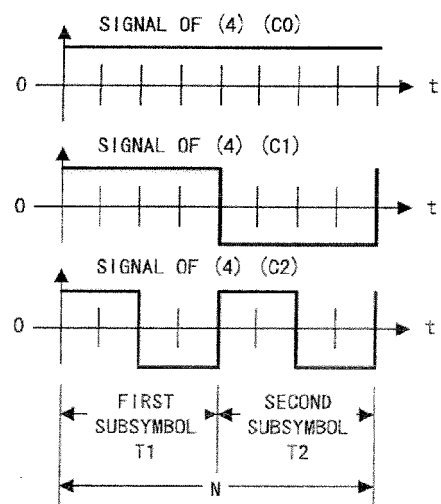 SIGNAL OF (4) (C0)
0
t
SIGNAL OF (4) (C1)
0
t
SIGNAL OF (4) (C2)
0
t
FIRST
SUBSYMBOL
T1
SECOND
SUBSYMBOL
T2
N